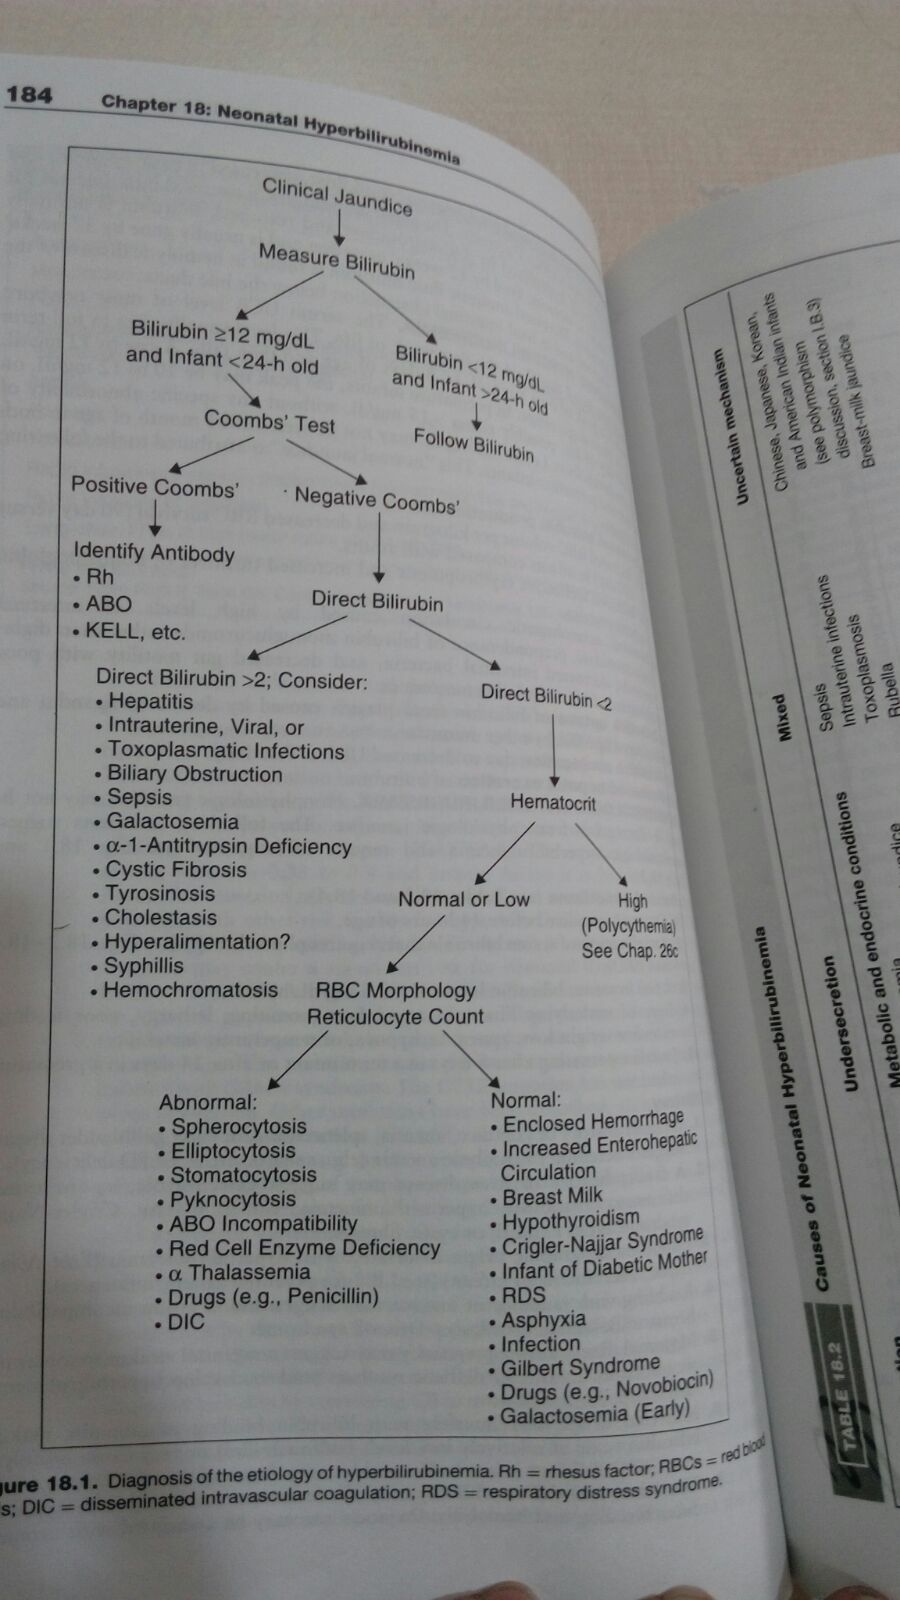 184 Chapter 18: Neonatal Hyperbilirubinemia
Clinical Jaundice
Measure Bilirubin
Bilirubin ≥12 mg/dL
and Infant <24-h old
Bilirubin <12 mg/dL
and Infant >24-h old
Follow Bilirubin
Coombs' Test
Positive Coombs'
Negative Coombs'
Identify Antibody
• Rh
• ABO
• KELL, etc.
Direct Bilirubin
Direct Bilirubin >2; Consider:
• Hepatitis
• Intrauterine, Viral, or
• Toxoplasmatic Infections
• Biliary Obstruction
• Sepsis
• Galactosemia
• α-1-Antitrypsin Deficiency
• Cystic Fibrosis
• Tyrosinosis
• Cholestasis
• Hyperalimentation?
• Syphillis
• Hemochromatosis
Direct Bilirubin <2
Hematocrit
Normal or Low
High
(Polycythemia)
See Chap. 26c
RBC Morphology
Reticulocyte Count
Abnormal:
• Spherocytosis
• Elliptocytosis
• Stomatocytosis
• Pyknocytosis
• ABO Incompatibility
• Red Cell Enzyme Deficiency
• α Thalassemia
• Drugs (e.g., Penicillin)
• DIC
Normal:
• Enclosed Hemorrhage
• Increased Enterohepatic
Circulation
• Breast Milk
• Hypothyroidism
• Crigler-Najjar Syndrome
• Infant of Diabetic Mother
• RDS
• Asphyxia
• Infection
• Gilbert Syndrome
• Drugs (e.g., Novobiocin)
• Galactosemia (Early)
18.1. Diagnosis of the etiology of hyperbilirubinemia. Rh = rhesus factor; RBCs = red blood
DIC = disseminated intravascular coagulation; RDS = respiratory distress syndrome.
TABLE 18.2 Causes of Neonatal Hyperbilirubinemia
Undersecretion
Metabolic and endocrine conditions
Mixed
Sepsis
Intrauterine infections
Toxoplasmosis
Rubella
Uncertain mechanism
Chinese, Japanese, Korean,
and American Indian infants
(see polymorphism
discussion, section I.B.3)
Breast-milk jaundice